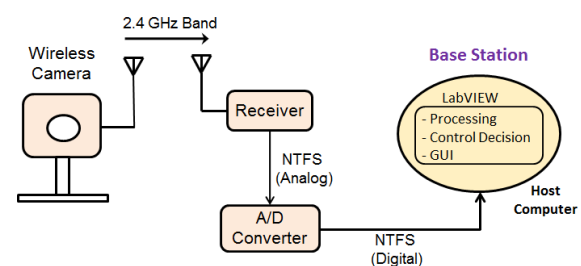 2.4 GHz Band
Wireless
Camera
Receiver
NTFS
(Analog)
A/D
Converter
NTFS
(Digital)
Base Station
LabVIEW
- Processing
- Control Decision
- GUI
Host
Computer